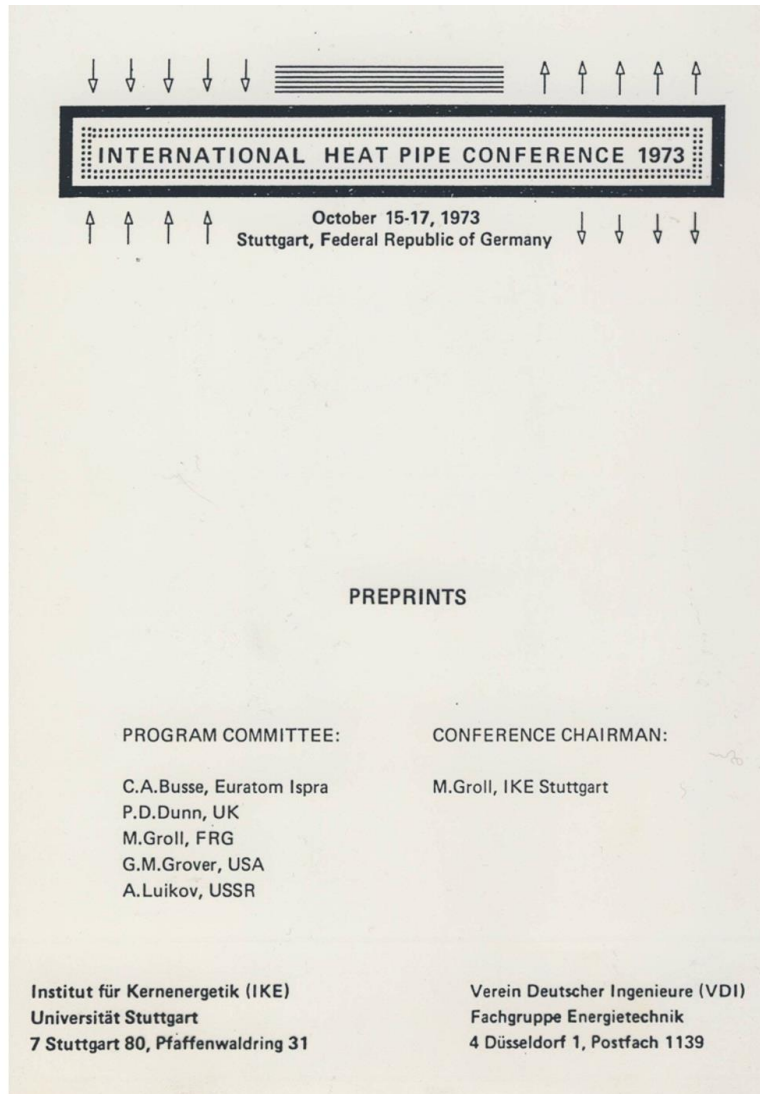 INTERNATIONAL HEAT PIPE CONFERENCE 1973
October 15-17, 1973
Stuttgart, Federal Republic of Germany
PREPRINTS
PROGRAM COMMITTEE:
C.A.Busse, Euratom Ispra
P.D.Dunn, UK
M.Groll, FRG
G.M.Grover, USA
A.Luikov, USSR
CONFERENCE CHAIRMAN:
M.Groll, IKE Stuttgart
Institut für Kernenergetik (IKE)
Universität Stuttgart
7 Stuttgart 80, Pfaffenwaldring 31
Verein Deutscher Ingenieure (VDI)
Fachgruppe Energietechnik
4 Düsseldorf 1, Postfach 1139